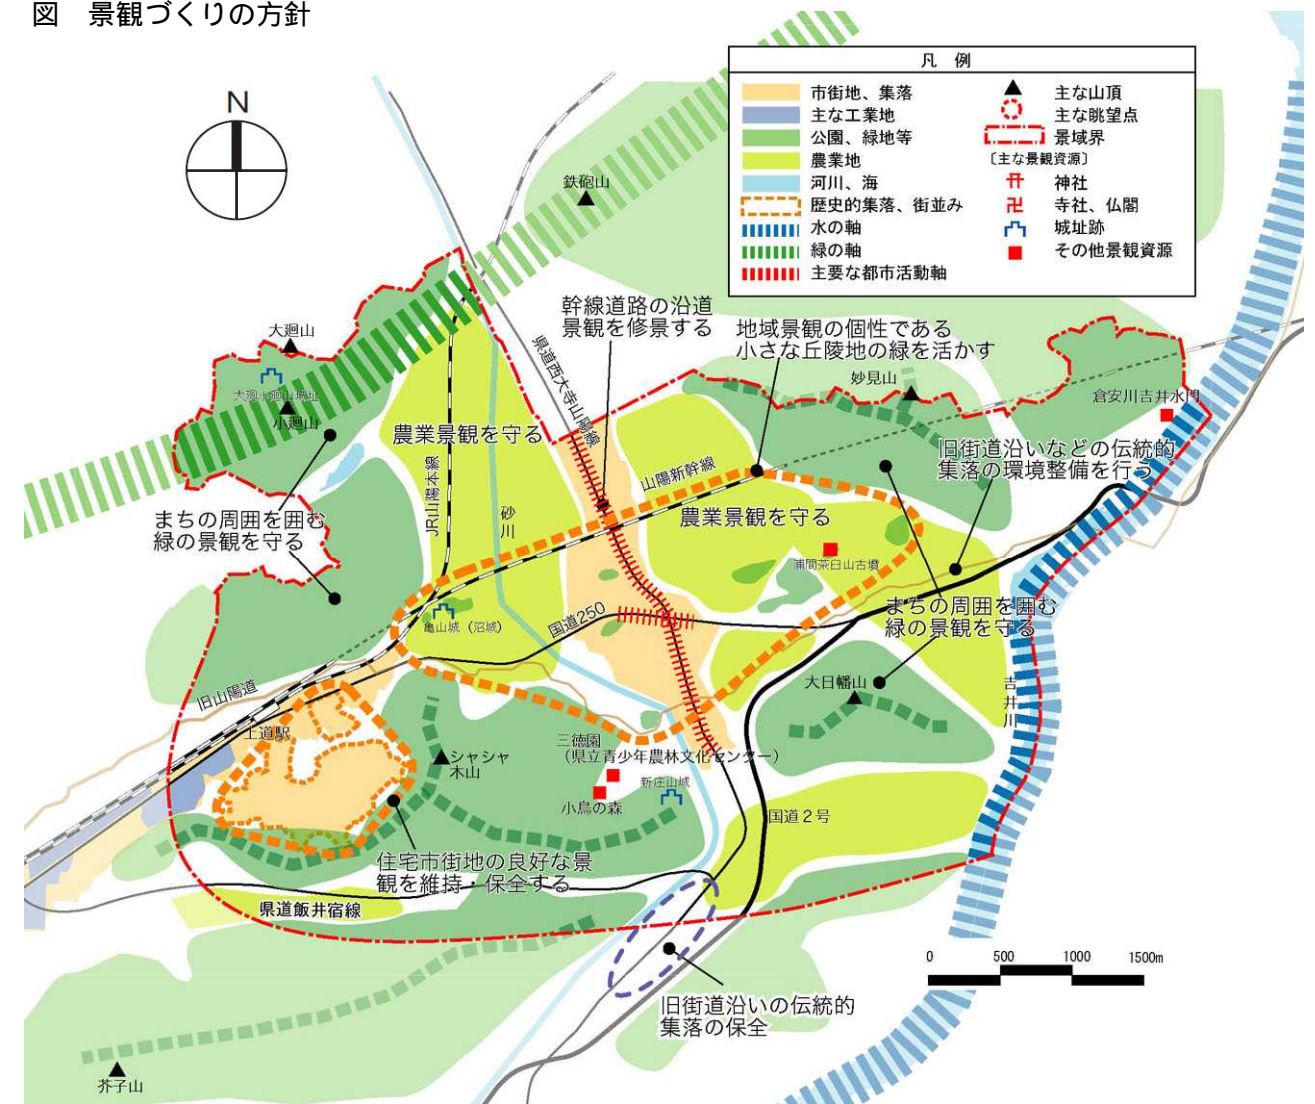 図　景観づくりの方針
N
凡　例
市街地、集落
主な工業地
公園、緑地等
農業地
河川、海
歴史的集落、街並み
水の軸
緑の軸
主要な都市活動軸
主な山頂
主な眺望点
景域界
〔主な景観資源〕
神社
寺社、仏閣
城址跡
その他景観資源
鉄砲山
幹線道路の沿道
景観を修景する
地域景観の個性である
小さな丘陵地の緑を活かす
大廻山
大廻小廻山城址
小廻山
県道西大寺山陽線
妙見山
倉安川吉井水門
農業景観を守る
旧街道沿いなどの伝統的
集落の環境整備を行う
JR山陽本線
砂川
山陽新幹線
農業景観を守る
まちの周囲を囲む
緑の景観を守る
浦間茶臼山古墳
亀山城（沼城）
国道250
まちの周囲を囲む
緑の景観を守る
旧山陽道
上道駅
大日幡山
吉井川
シャシャ
木山
三徳園
（県立青少年農林文化センター）
新庄山城
小鳥の森
国道２号
住宅市街地の良好な景
観を維持・保全する
県道飯井宿線
0
500
1000
1500m
旧街道沿いの伝統的
集落の保全
芥子山